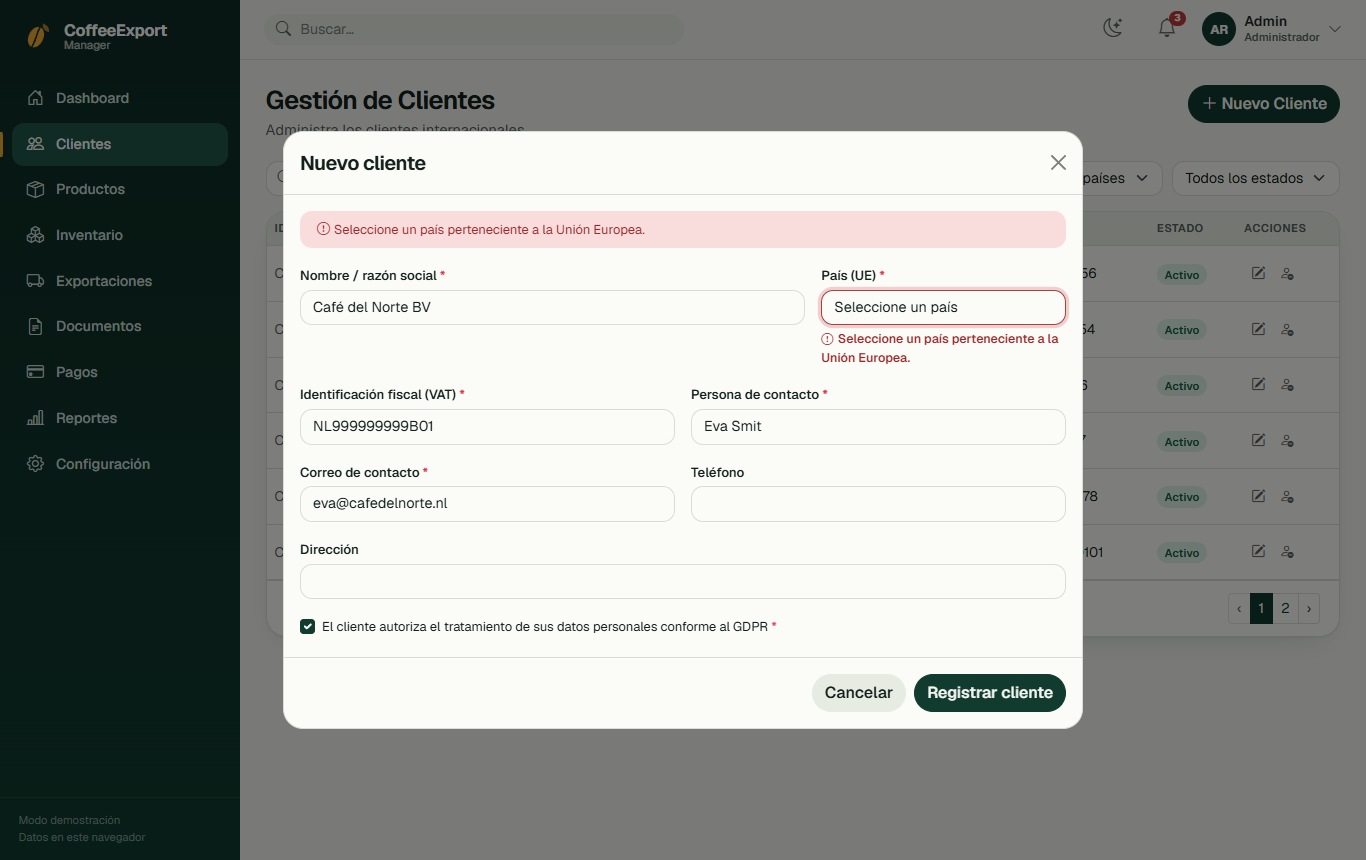 CoffeeExport
Manager
Buscar...
3
AR
Admin
Administrador
Dashboard
Clientes
Productos
Inventario
Exportaciones
Documentos
Pagos
Reportes
Configuración
Modo demostración
Datos en este navegador
Gestión de Clientes
Administra los clientes internacionales
+ Nuevo Cliente
países
Todos los estados
ESTADO
ACCIONES
56
Activo
54
Activo
Activo
Activo
78
Activo
101
Activo
‹ 1 2 ›
Nuevo cliente
Seleccione un país perteneciente a la Unión Europea.
Nombre / razón social *
Café del Norte BV
País (UE) *
Seleccione un país
Seleccione un país perteneciente a la
Unión Europea.
Identificación fiscal (VAT) *
NL999999999B01
Persona de contacto *
Eva Smit
Correo de contacto *
eva@cafedelnorte.nl
Teléfono
Dirección
El cliente autoriza el tratamiento de sus datos personales conforme al GDPR *
Cancelar
Registrar cliente